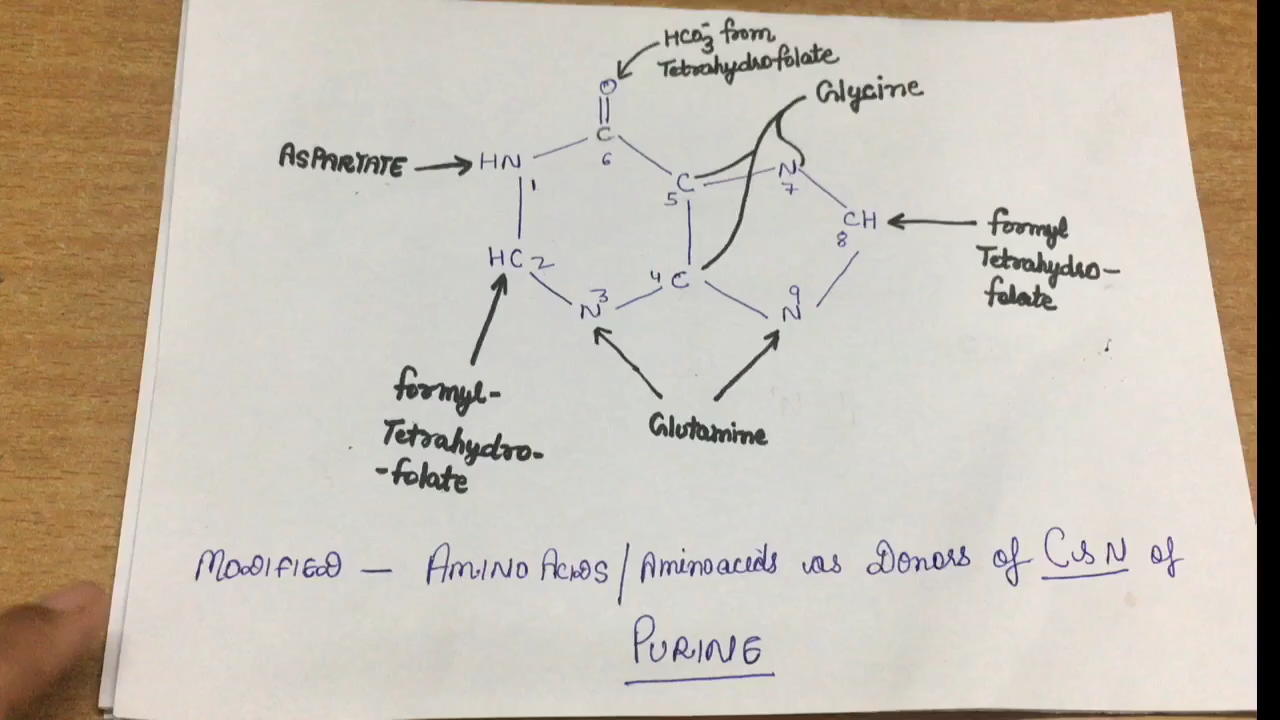 HCO₃⁻ from
Tetrahydrofolate
Glycine
O
C
6
ASPARTATE
HN
1
C
5
N
7
CH
8
formyl
Tetrahydro-
folate
HC 2
4 C
N 3
N 9
formyl-
Tetrahydro-
-folate
Glutamine
MODIFIED — AMINO ACIDS / Aminoacids as Donors of C&N of
PURINE